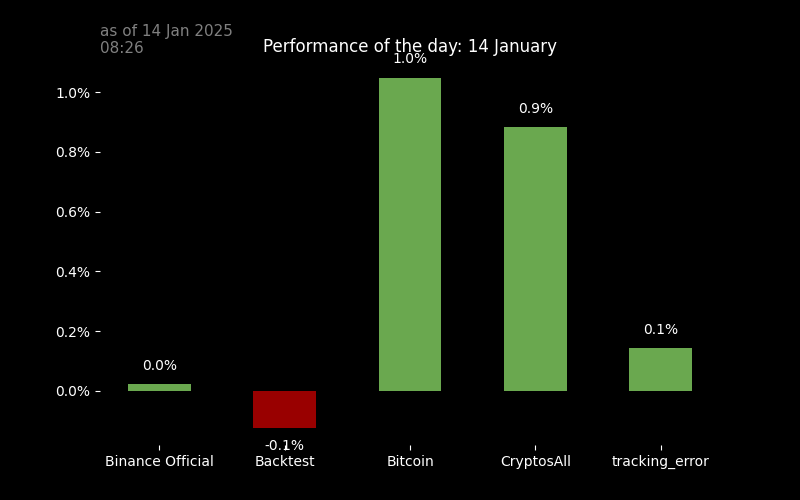 as of 14 Jan 2025
08:26
Performance of the day: 14 January
1.0%
1.0%
0.9%
0.8%
0.6%
0.4%
0.2%
0.1%
0.0%
0.0%
-0.1%
Binance Official
Backtest
Bitcoin
CryptosAll
tracking_error